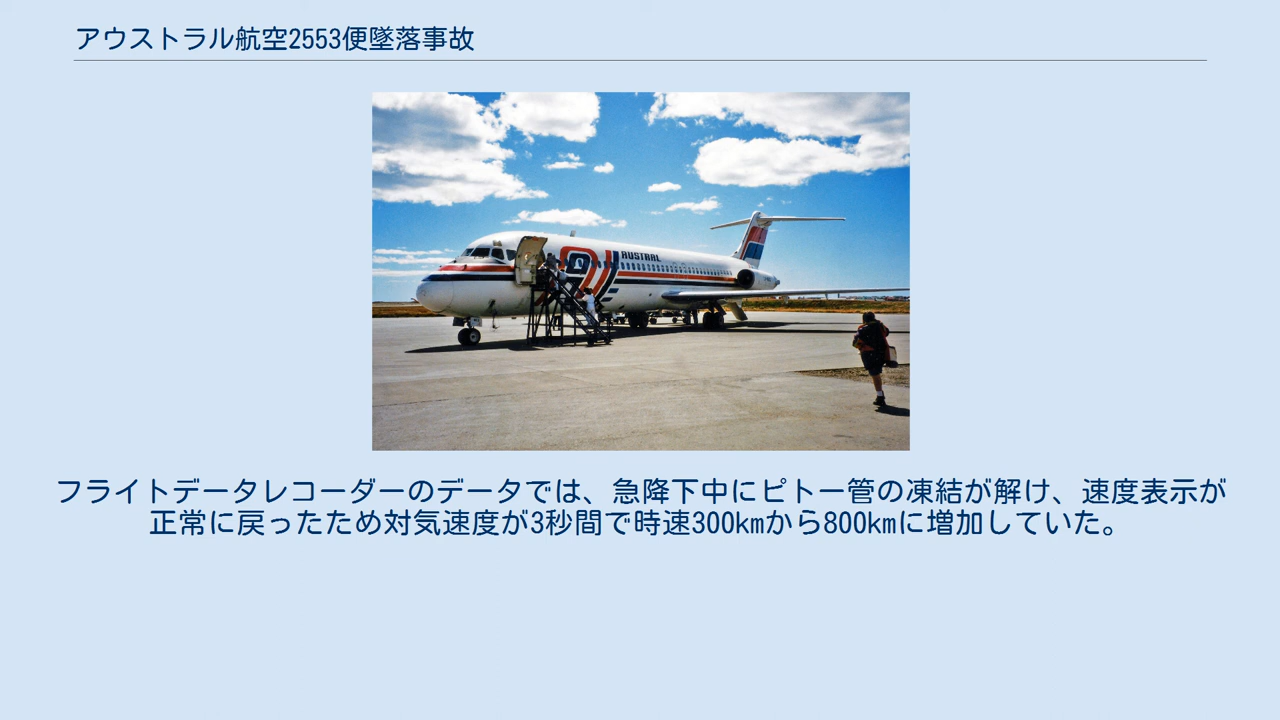 アウストラル航空2553便墜落事故
AUSTRAL
フライトデータレコーダーのデータでは、急降下中にピトー管の凍結が解け、速度表示が
正常に戻ったため対気速度が3秒間で時速300kmから800kmに増加していた。